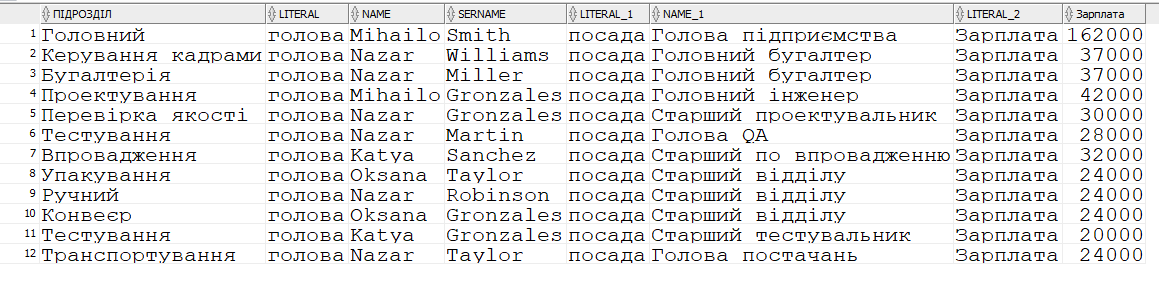 ПІДРОЗДІЛ LITERAL NAME SERNAME LITERAL_1 NAME_1 LITERAL_2 Зарплата
1 Головний голова Mihailo Smith посада Голова підприємства Зарплата 162000
2 Керування кадрами голова Nazar Williams посада Головний бугалтер Зарплата 37000
3 Бугалтерія голова Nazar Miller посада Головний бугалтер Зарплата 37000
4 Проектування голова Mihailo Gronzales посада Головний інженер Зарплата 42000
5 Перевірка якості голова Nazar Gronzales посада Старший проектувальник Зарплата 30000
6 Тестування голова Nazar Martin посада Голова QA Зарплата 28000
7 Впровадження голова Katya Sanchez посада Старший по впровадженню Зарплата 32000
8 Упакування голова Oksana Taylor посада Старший відділу Зарплата 24000
9 Ручний голова Nazar Robinson посада Старший відділу Зарплата 24000
10 Конвеєр голова Oksana Gronzales посада Старший відділу Зарплата 24000
11 Тестування голова Katya Gronzales посада Старший тестувальник Зарплата 20000
12 Транспортування голова Nazar Taylor посада Голова постачань Зарплата 24000